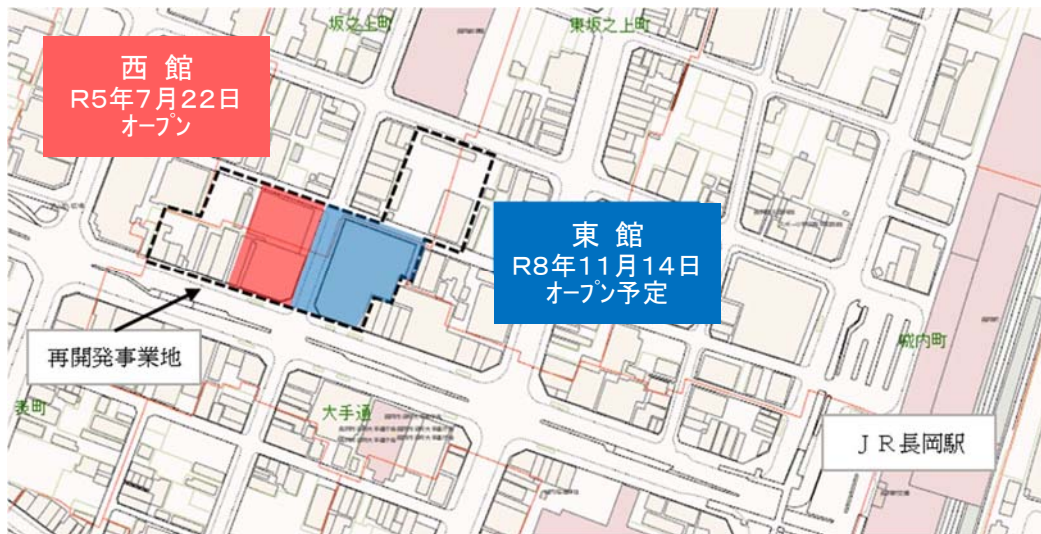 坂之上町
東坂之上町
西 館
R5年7月22日
オープン
東 館
R8年11月14日
オープン予定
再開発事業地
城内町
表町
大手通
JR長岡駅